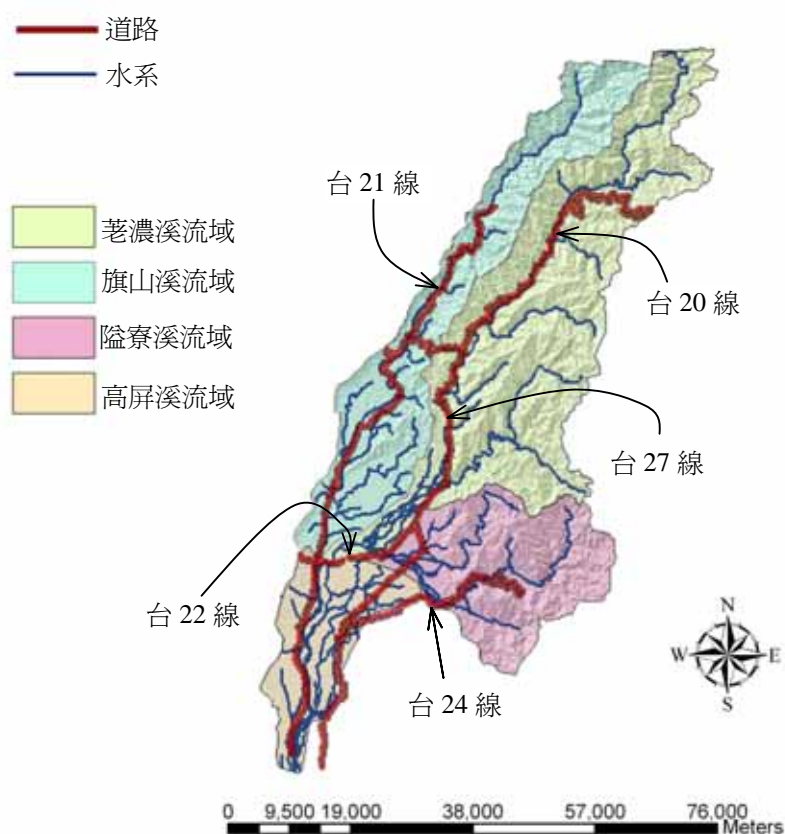 道路
水系
荖濃溪流域
旗山溪流域
隘寮溪流域
高屏溪流域
台 21 線
台 20 線
台 27 線
台 22 線
台 24 線
N
W E
S
0 9,500 19,000 38,000 57,000 76,000
Meters